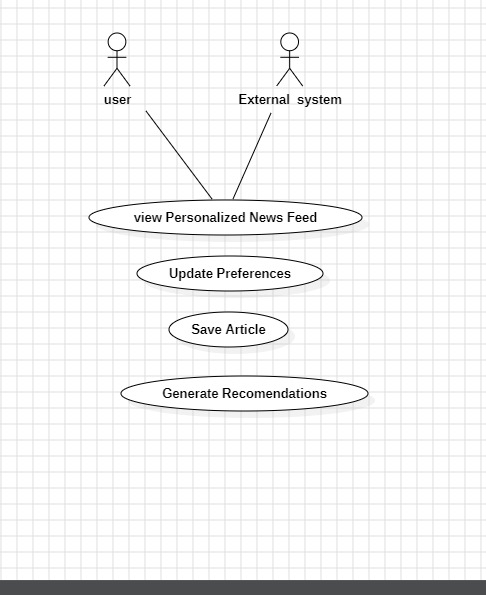 user
External  system
view Personalized News Feed
Update Preferences
Save Article
Generate Recomendations